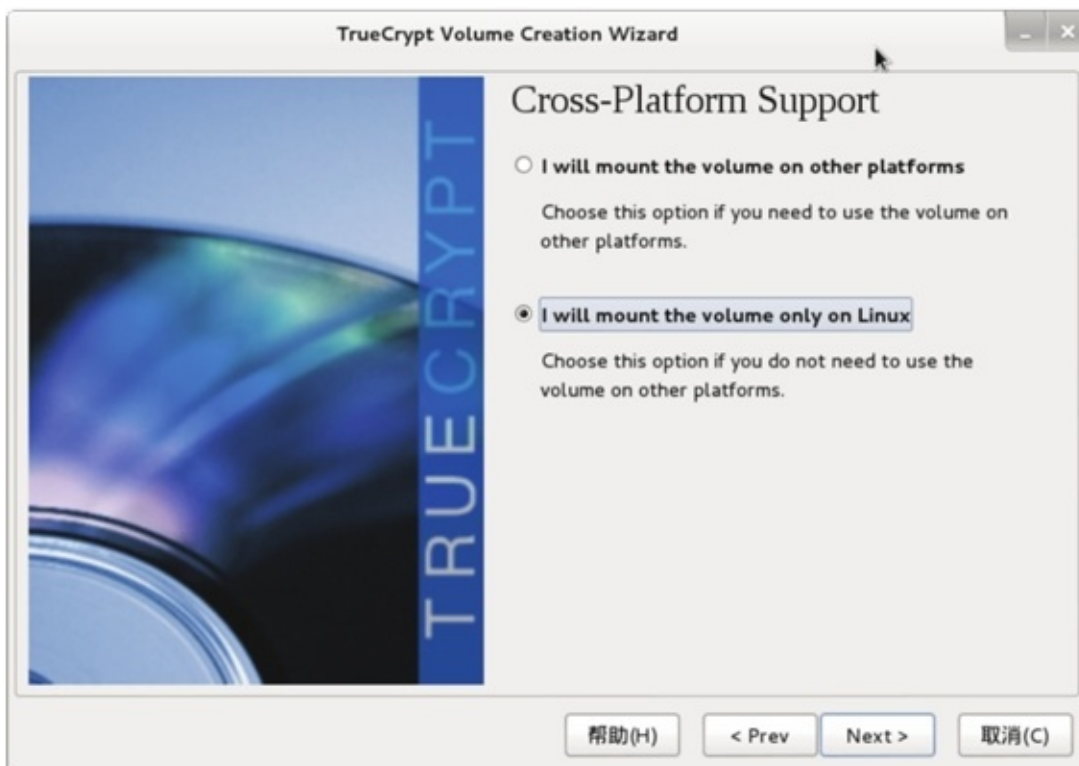 TrueCrypt Volume Creation Wizard
TRUECRYPT
Cross-Platform Support
I will mount the volume on other platforms
Choose this option if you need to use the volume on
other platforms.
I will mount the volume only on Linux
Choose this option if you do not need to use the
volume on other platforms.
帮助(H)
< Prev
Next >
取消(C)